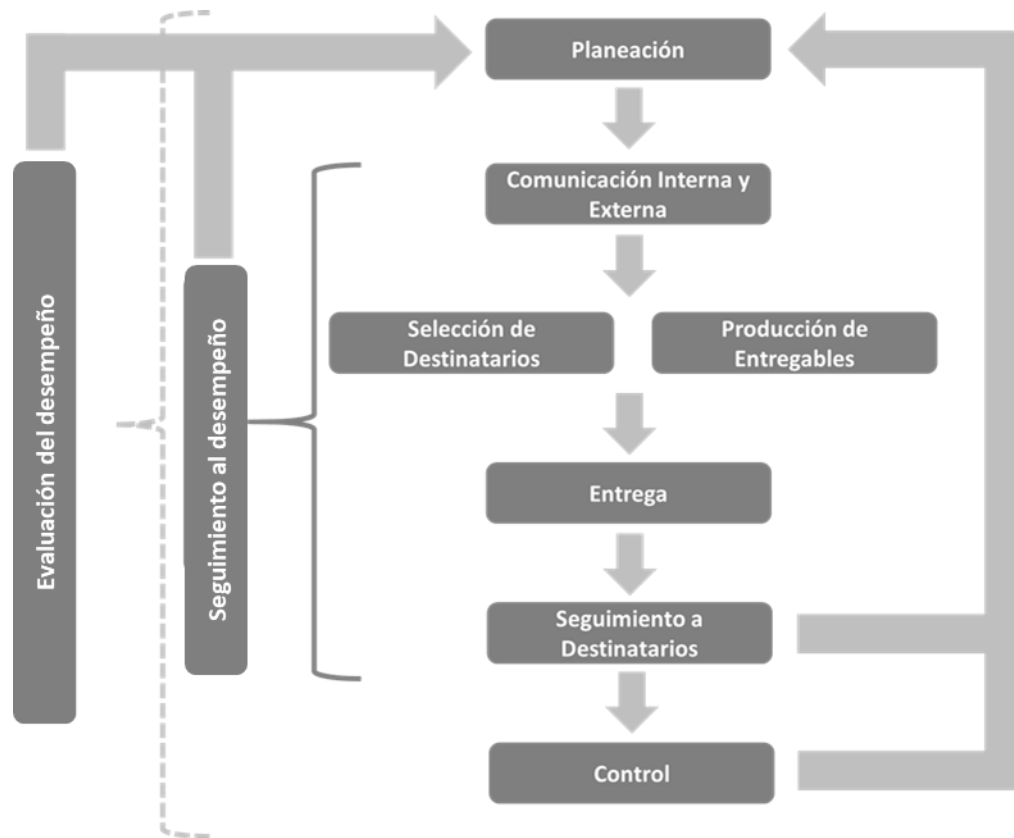 Planeación
Comunicación Interna y
Externa
Selección de
Destinatarios
Producción de
Entregables
Entrega
Seguimiento a
Destinatarios
Control
Evaluación del desempeño
Seguimiento al desempeño